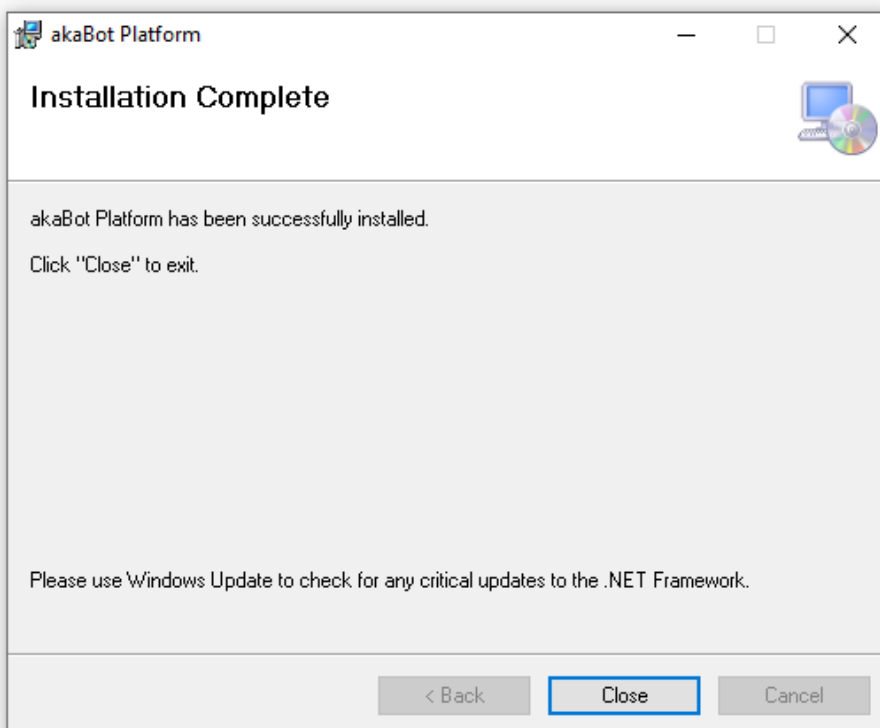 akaBot Platform
Installation Complete
akaBot Platform has been successfully installed.
Click "Close" to exit.
Please use Windows Update to check for any critical updates to the .NET Framework.
< Back
Close
Cancel